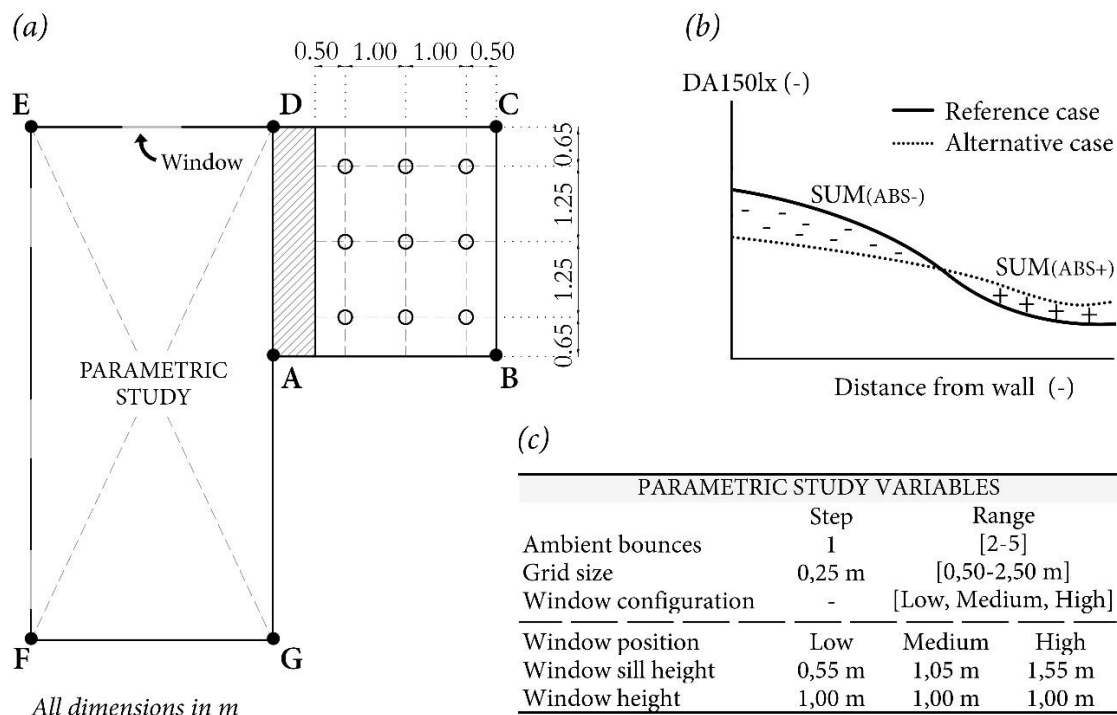 (a)
0.50 1.00 1.00 0.50
E
D
C
Window
0.65
1.25
1.25
0.65
PARAMETRIC
STUDY
A
B
F
G
All dimensions in m
(b)
DA150lx (-)
Reference case
Alternative case
SUM(ABS-)
- - - - - - -
SUM(ABS+)
+ + + +
Distance from wall (-)
(c)
PARAMETRIC STUDY VARIABLES
Step Range
Ambient bounces 1 [2-5]
Grid size 0,25 m [0,50-2,50 m]
Window configuration - [Low, Medium, High]
Window position Low Medium High
Window sill height 0,55 m 1,05 m 1,55 m
Window height 1,00 m 1,00 m 1,00 m